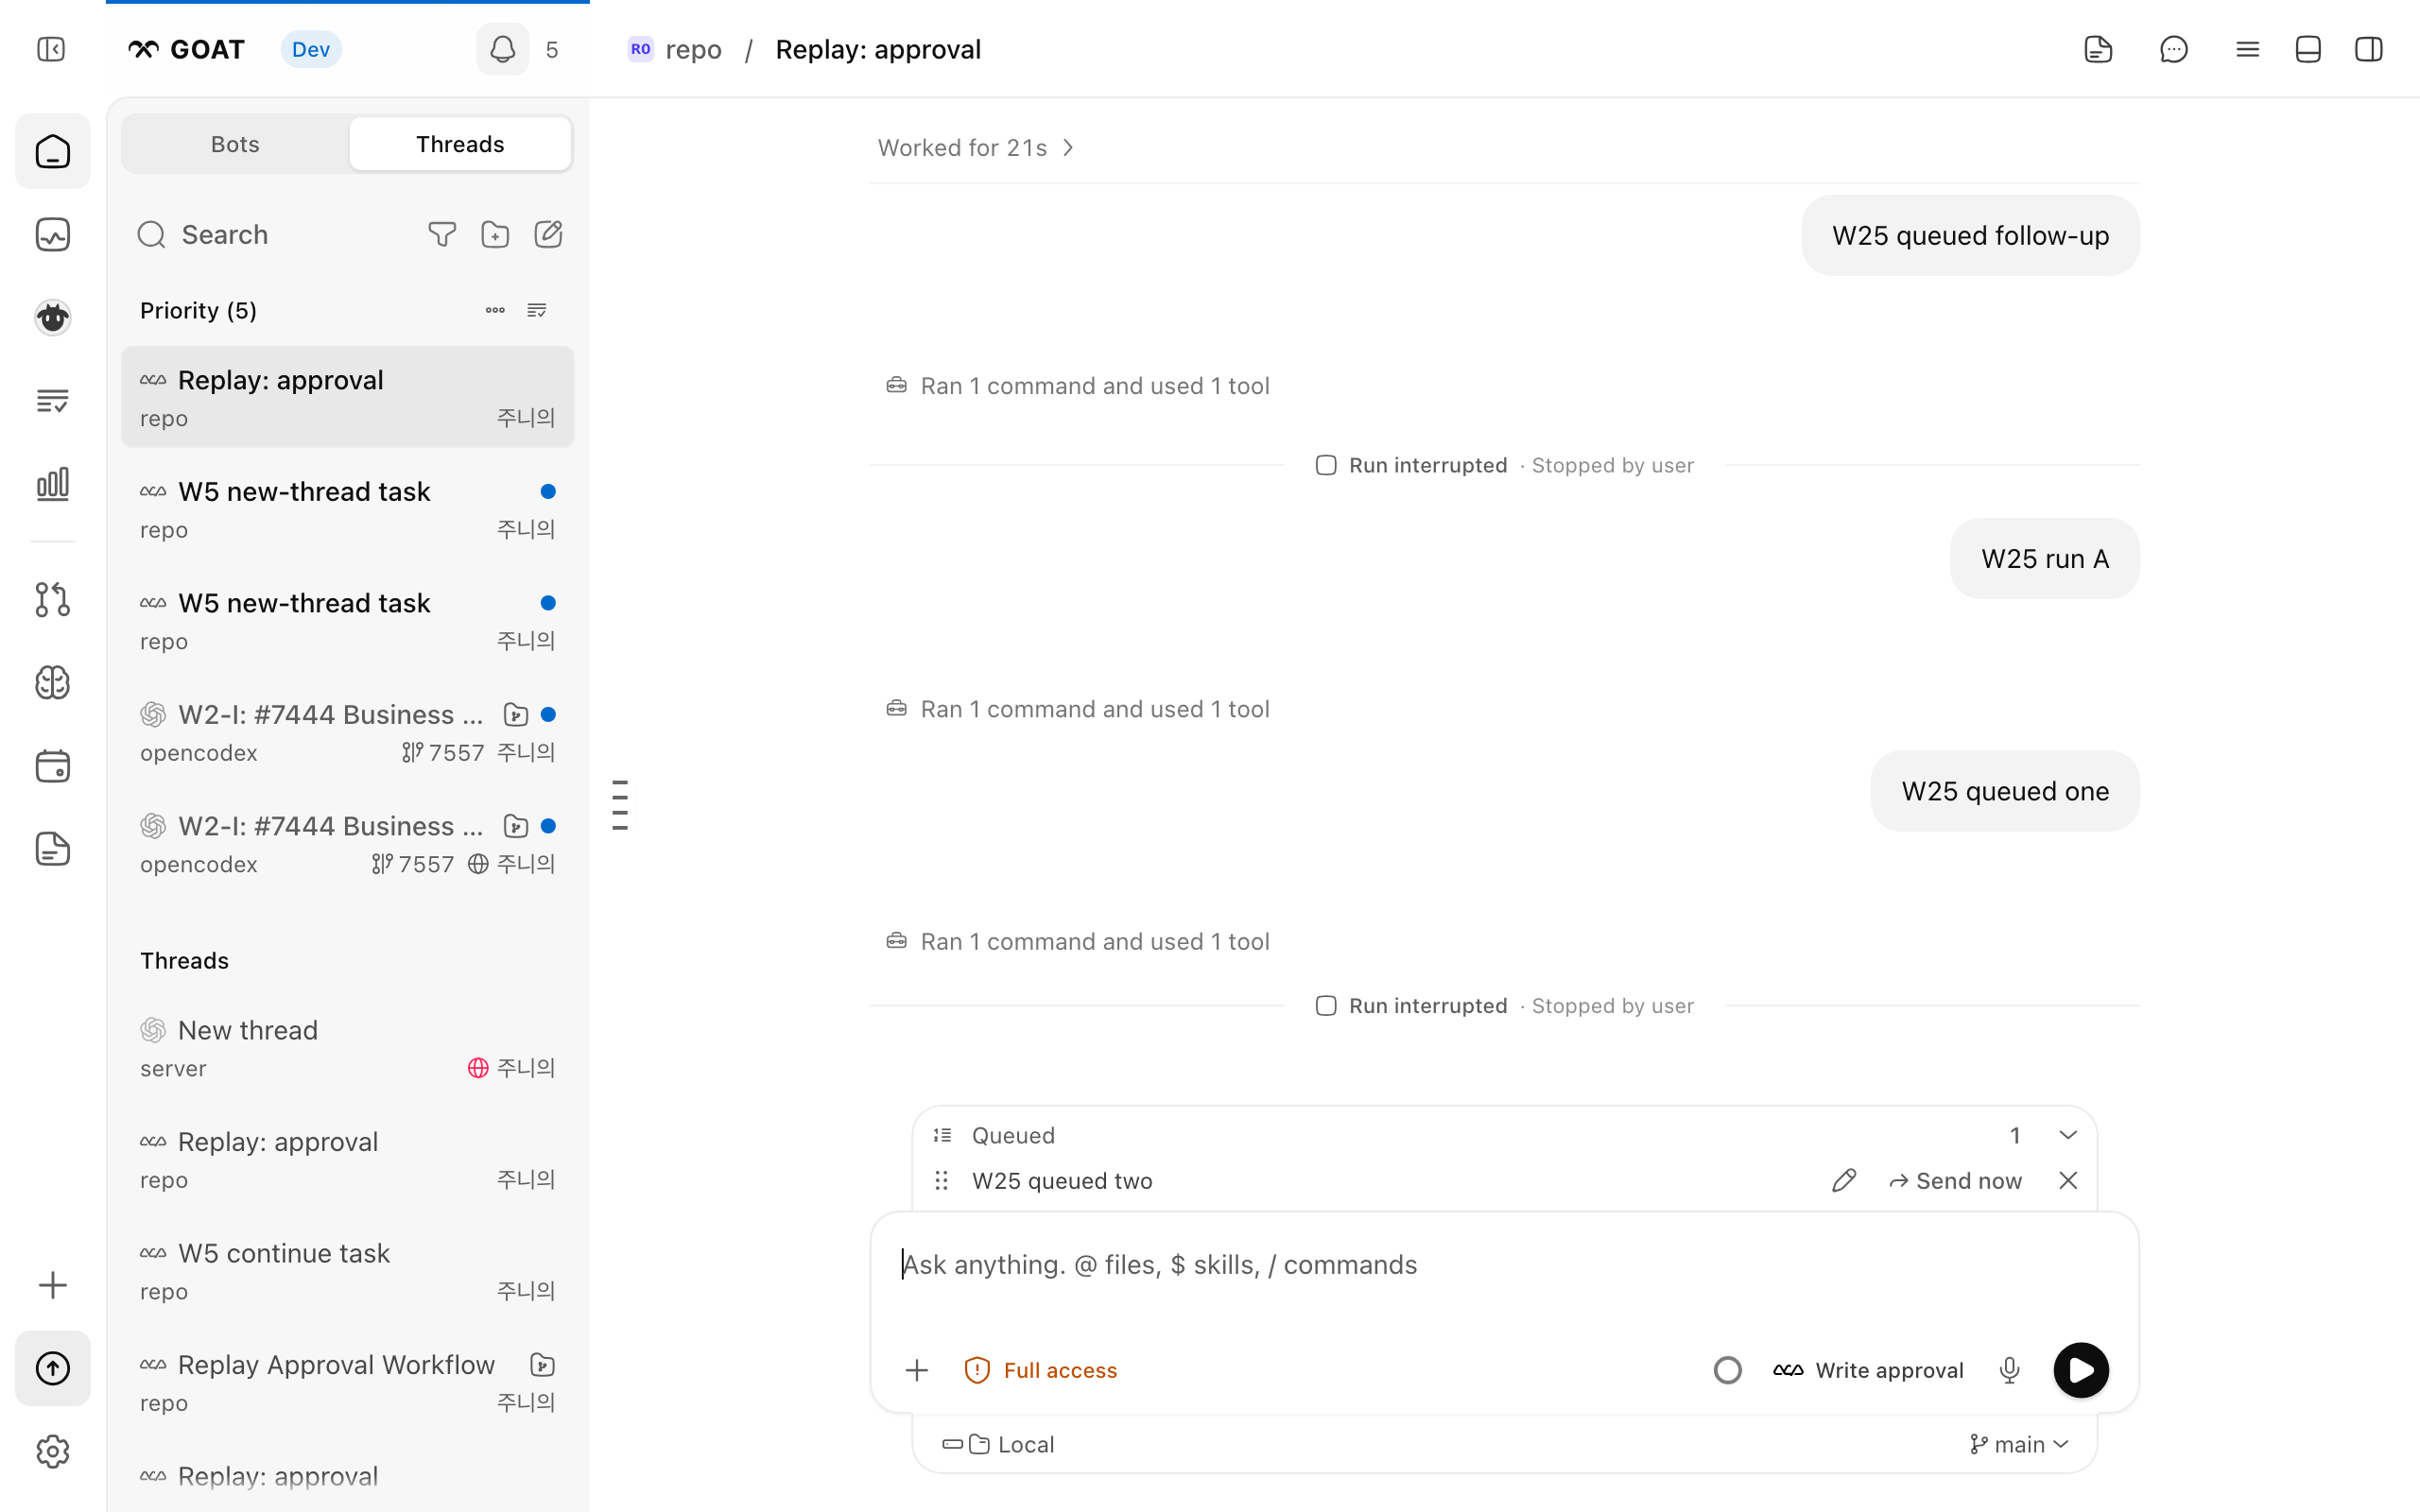 GOAT
Dev
5
RO repo / Replay: approval
Bots
Threads
Search
Priority (5)
Replay: approval
repo 주니의
W5 new-thread task
repo 주니의
W5 new-thread task
repo 주니의
W2-I: #7444 Business ...
opencodex 7557 주니의
W2-I: #7444 Business ...
opencodex 7557 주니의
Threads
New thread
server 주니의
Replay: approval
repo 주니의
W5 continue task
repo 주니의
Replay Approval Workflow
repo 주니의
Replay: approval
Worked for 21s
W25 queued follow-up
Ran 1 command and used 1 tool
Run interrupted · Stopped by user
W25 run A
Ran 1 command and used 1 tool
W25 queued one
Ran 1 command and used 1 tool
Run interrupted · Stopped by user
Queued 1
W25 queued two Send now
Ask anything. @ files, $ skills, / commands
Full access Write approval
Local main